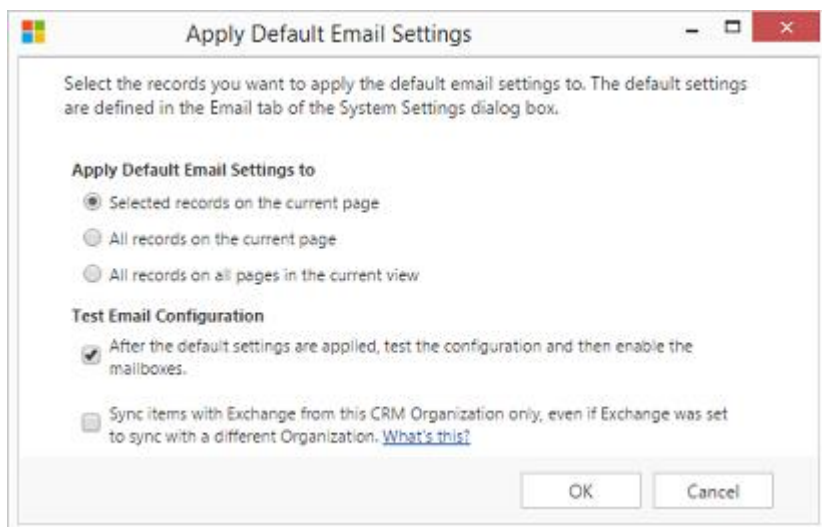 Apply Default Email Settings
Select the records you want to apply the default email settings to. The default settings
are defined in the Email tab of the System Settings dialog box.
Apply Default Email Settings to
Selected records on the current page
All records on the current page
All records on all pages in the current view
Test Email Configuration
After the default settings are applied, test the configuration and then enable the
mailboxes.
Sync items with Exchange from this CRM Organization only, even if Exchange was set
to sync with a different Organization. What's this?
OK Cancel